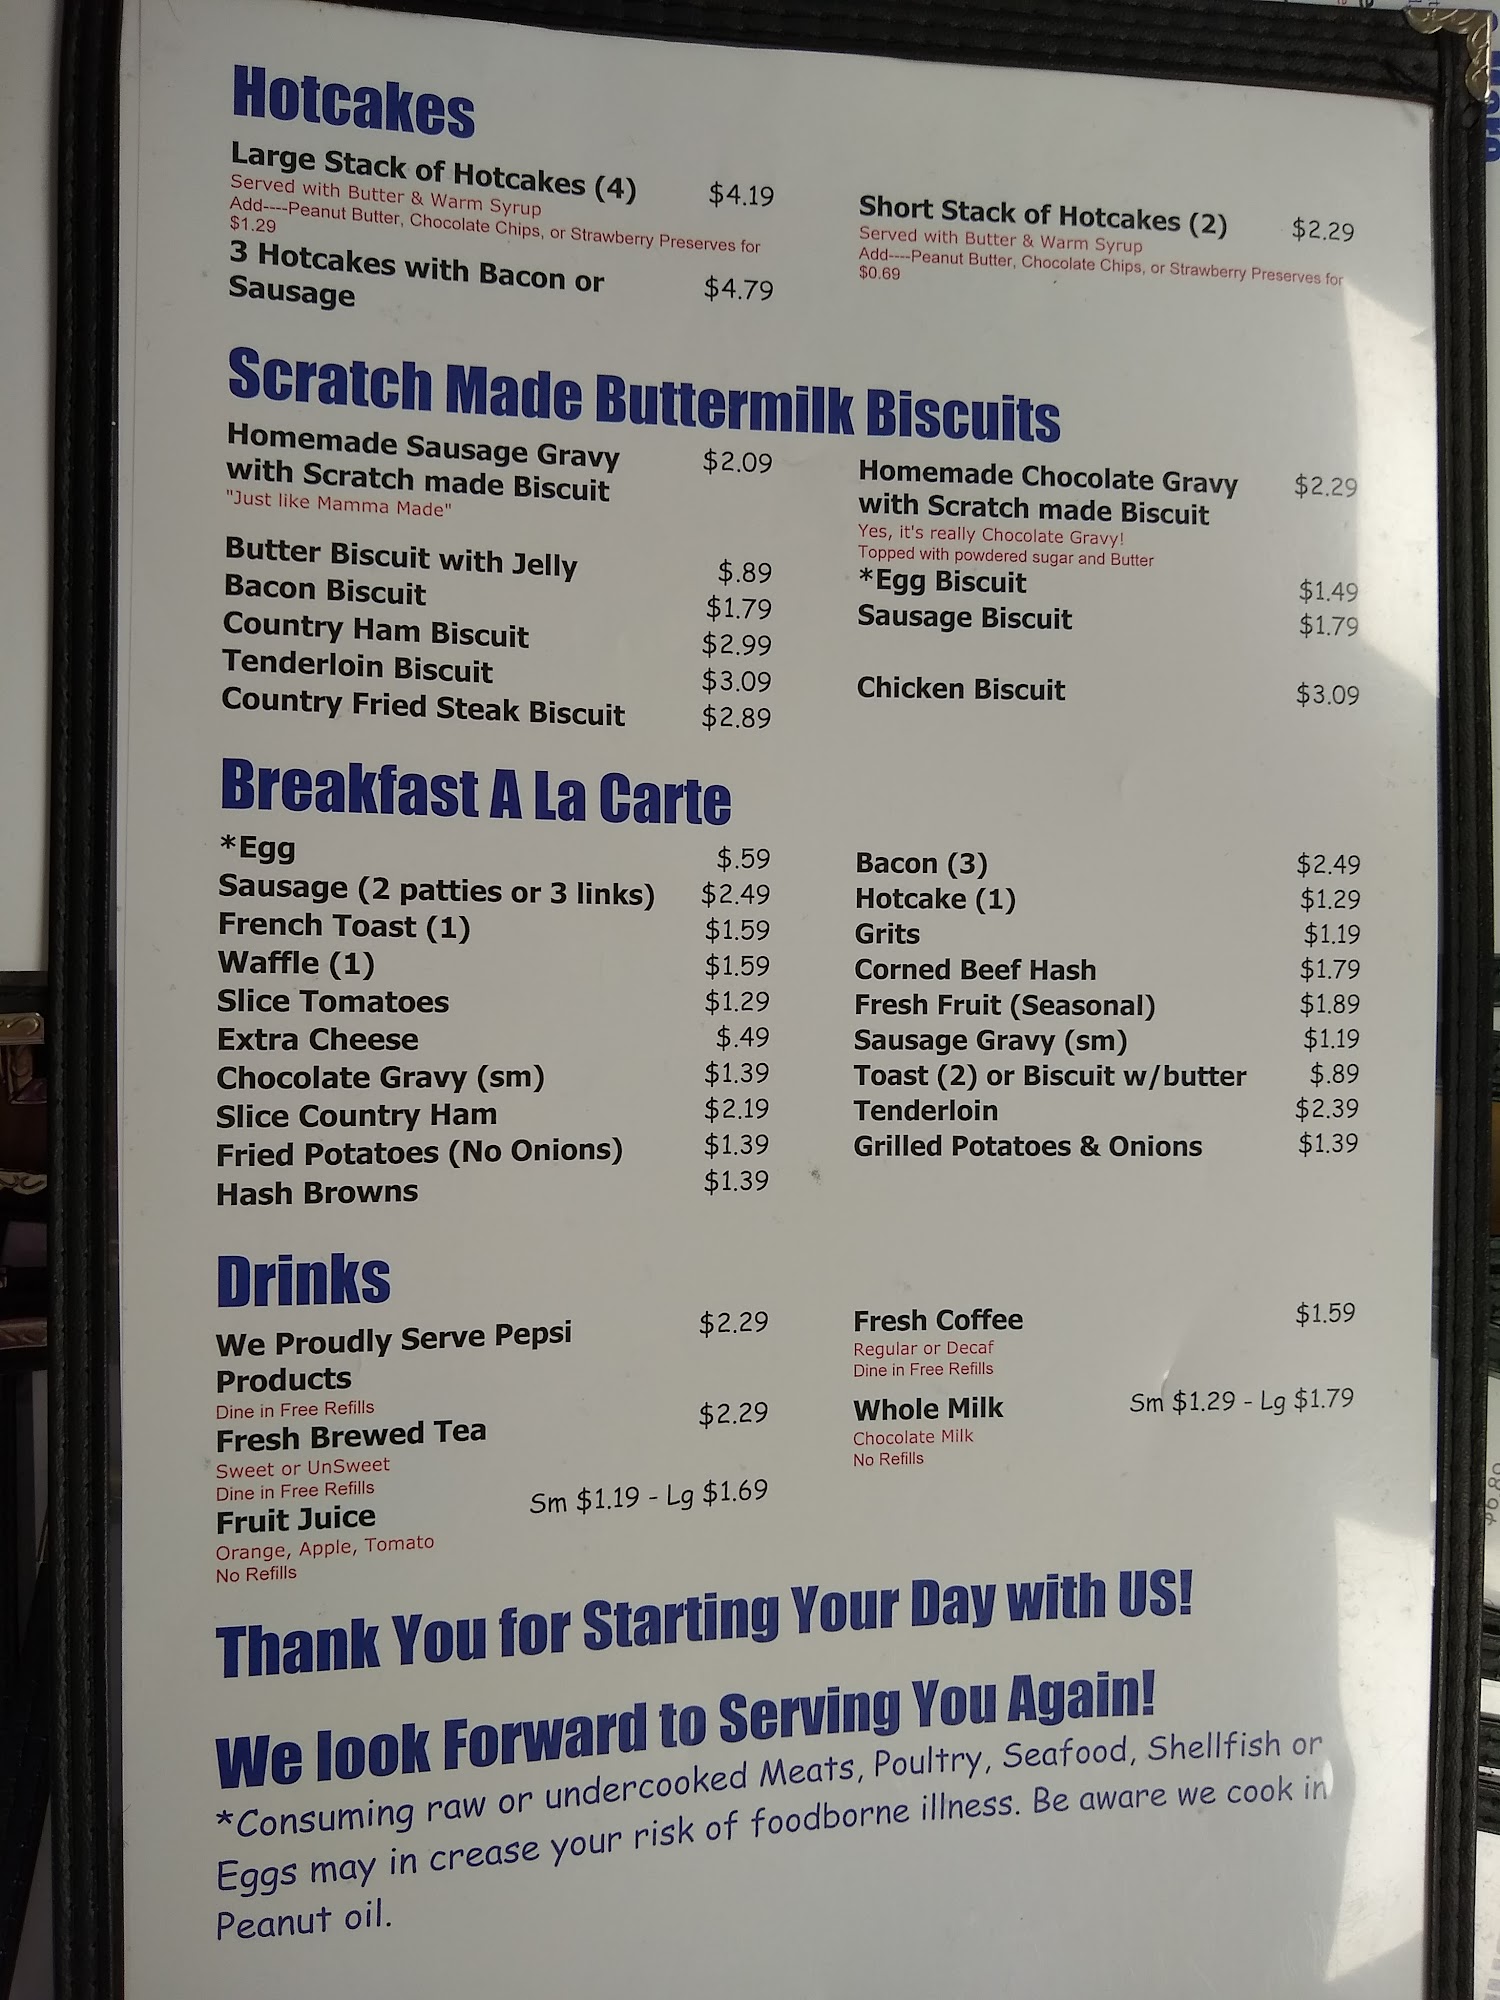 Hotcakes
Large Stack of Hotcakes (4) $4.19
Served with Butter & Warm Syrup
Add----Peanut Butter, Chocolate Chips, or Strawberry Preserves for
$1.29
3 Hotcakes with Bacon or $4.79
Sausage
Short Stack of Hotcakes (2) $2.29
Served with Butter & Warm Syrup
Add----Peanut Butter, Chocolate Chips, or Strawberry Preserves for
$0.69
Scratch Made Buttermilk Biscuits
Homemade Sausage Gravy $2.09
with Scratch made Biscuit
"Just like Mamma Made"
Butter Biscuit with Jelly $.89
Bacon Biscuit $1.79
Country Ham Biscuit $2.99
Tenderloin Biscuit $3.09
Country Fried Steak Biscuit $2.89
Homemade Chocolate Gravy $2.29
with Scratch made Biscuit
Yes, it's really Chocolate Gravy!
Topped with powdered sugar and Butter
*Egg Biscuit $1.49
Sausage Biscuit $1.79
Chicken Biscuit $3.09
Breakfast A La Carte
*Egg $.59
Sausage (2 patties or 3 links) $2.49
French Toast (1) $1.59
Waffle (1) $1.59
Slice Tomatoes $1.29
Extra Cheese $.49
Chocolate Gravy (sm) $1.39
Slice Country Ham $2.19
Fried Potatoes (No Onions) $1.39
Hash Browns $1.39
Bacon (3) $2.49
Hotcake (1) $1.29
Grits $1.19
Corned Beef Hash $1.79
Fresh Fruit (Seasonal) $1.89
Sausage Gravy (sm) $1.19
Toast (2) or Biscuit w/butter $.89
Tenderloin $2.39
Grilled Potatoes & Onions $1.39
Drinks
We Proudly Serve Pepsi $2.29
Products
Dine in Free Refills
Fresh Brewed Tea $2.29
Sweet or UnSweet
Dine in Free Refills
Fruit Juice Sm $1.19 - Lg $1.69
Orange, Apple, Tomato
No Refills
Fresh Coffee $1.59
Regular or Decaf
Dine in Free Refills
Whole Milk Sm $1.29 - Lg $1.79
Chocolate Milk
No Refills
Thank You for Starting Your Day with US!
We look Forward to Serving You Again!
*Consuming raw or undercooked Meats, Poultry, Seafood, Shellfish or
Eggs may in crease your risk of foodborne illness. Be aware we cook in
Peanut oil.